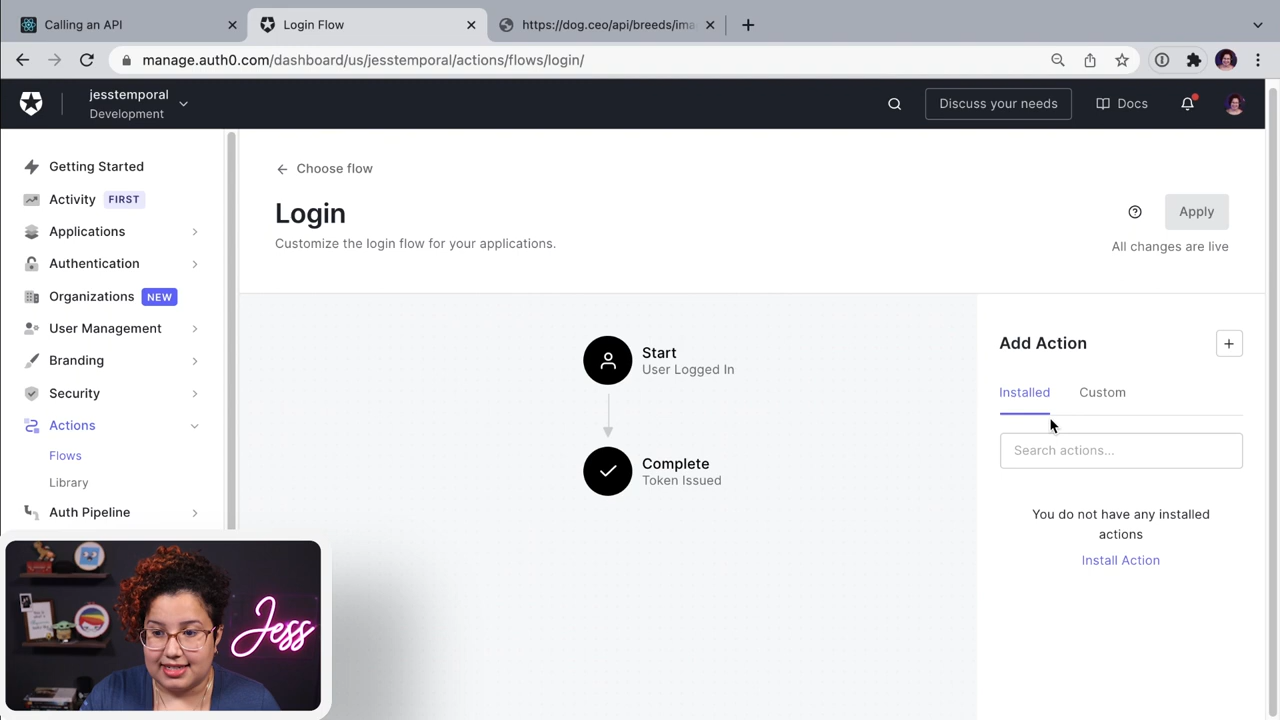 Calling an API
Login Flow
https://dog.ceo/api/breeds/ima
manage.auth0.com/dashboard/us/jesstemporal/actions/flows/login/
jesstemporal
Development
Discuss your needs
Docs
Getting Started
Activity FIRST
Applications
Authentication
Organizations NEW
User Management
Branding
Security
Actions
Flows
Library
Auth Pipeline
Choose flow
Login
Customize the login flow for your applications.
Apply
All changes are live
Start
User Logged In
Complete
Token Issued
Add Action
Installed
Custom
Search actions...
You do not have any installed
actions
Install Action
Jess